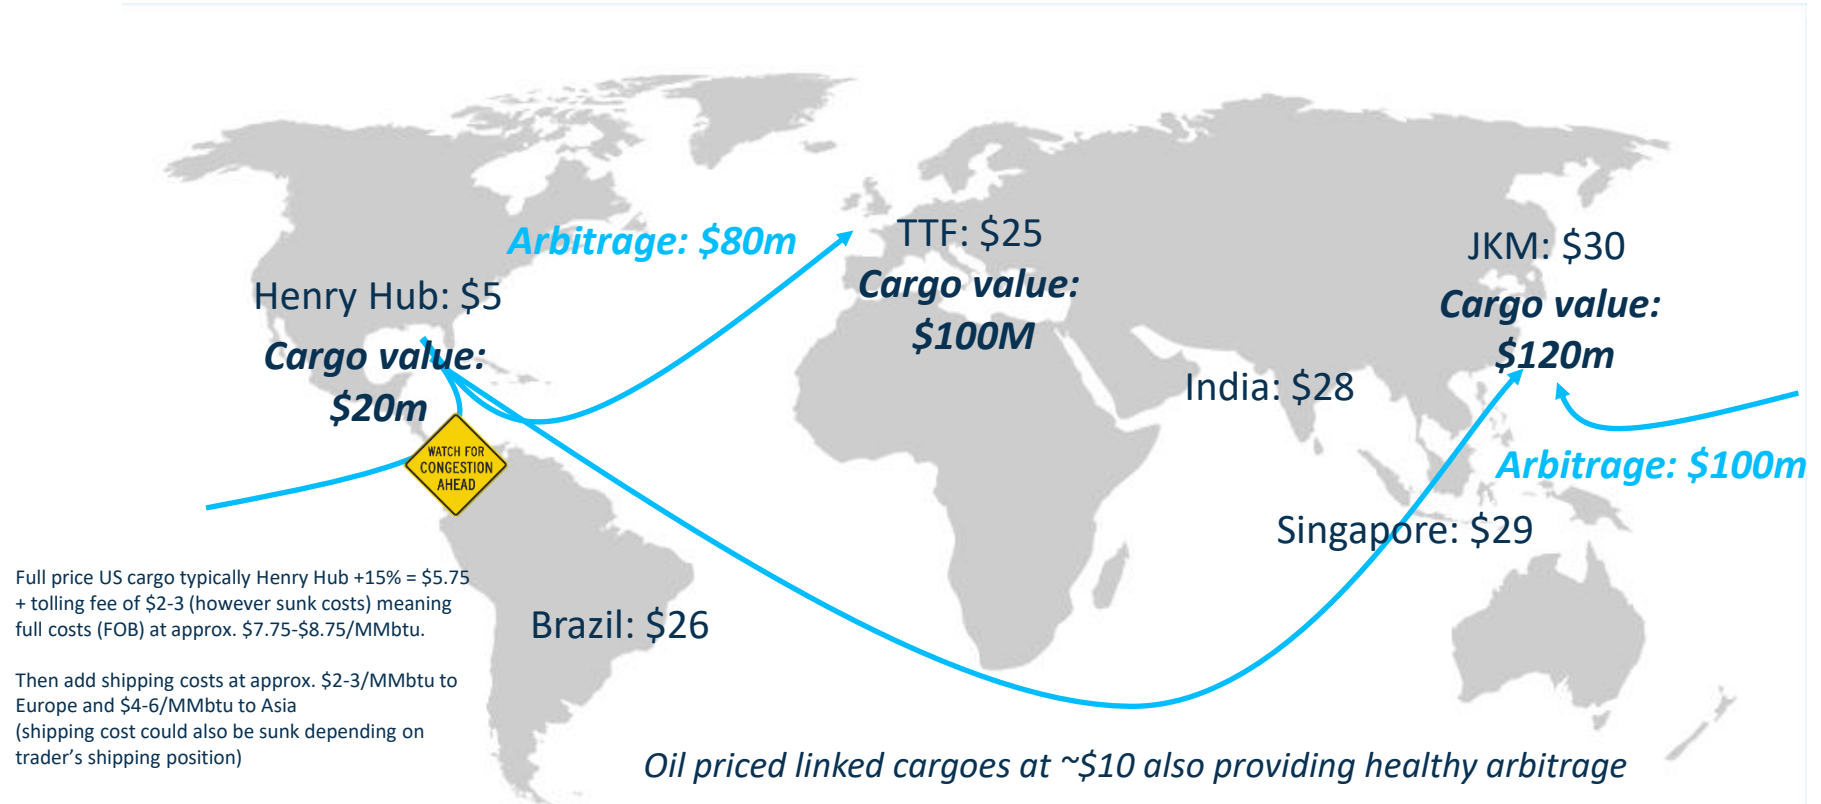 Arbitrage: $80m
TTF: $25
Cargo value:
$100M
JKM: $30
Cargo value:
$120m
Henry Hub: $5
Cargo value:
$20m
India: $28
WATCH FOR
CONGESTION
AHEAD
Arbitrage: $100m
Singapore: $29
Brazil: $26
Full price US cargo typically Henry Hub +15% = $5.75
+ tolling fee of $2-3 (however sunk costs) meaning
full costs (FOB) at approx. $7.75-$8.75/MMbtu.
Then add shipping costs at approx. $2-3/MMbtu to
Europe and $4-6/MMbtu to Asia
(shipping cost could also be sunk depending on
trader’s shipping position)
Oil priced linked cargoes at ~$10 also providing healthy arbitrage